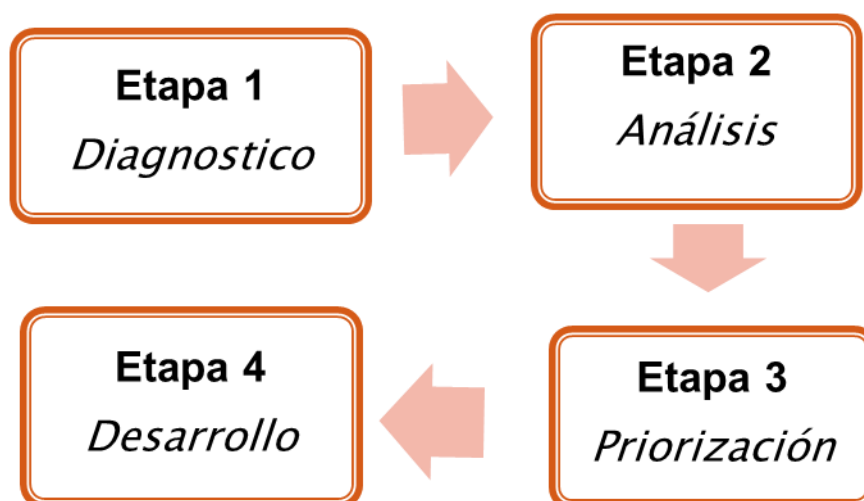 Etapa 1
Diagnostico
Etapa 2
Análisis
Etapa 3
Priorización
Etapa 4
Desarrollo